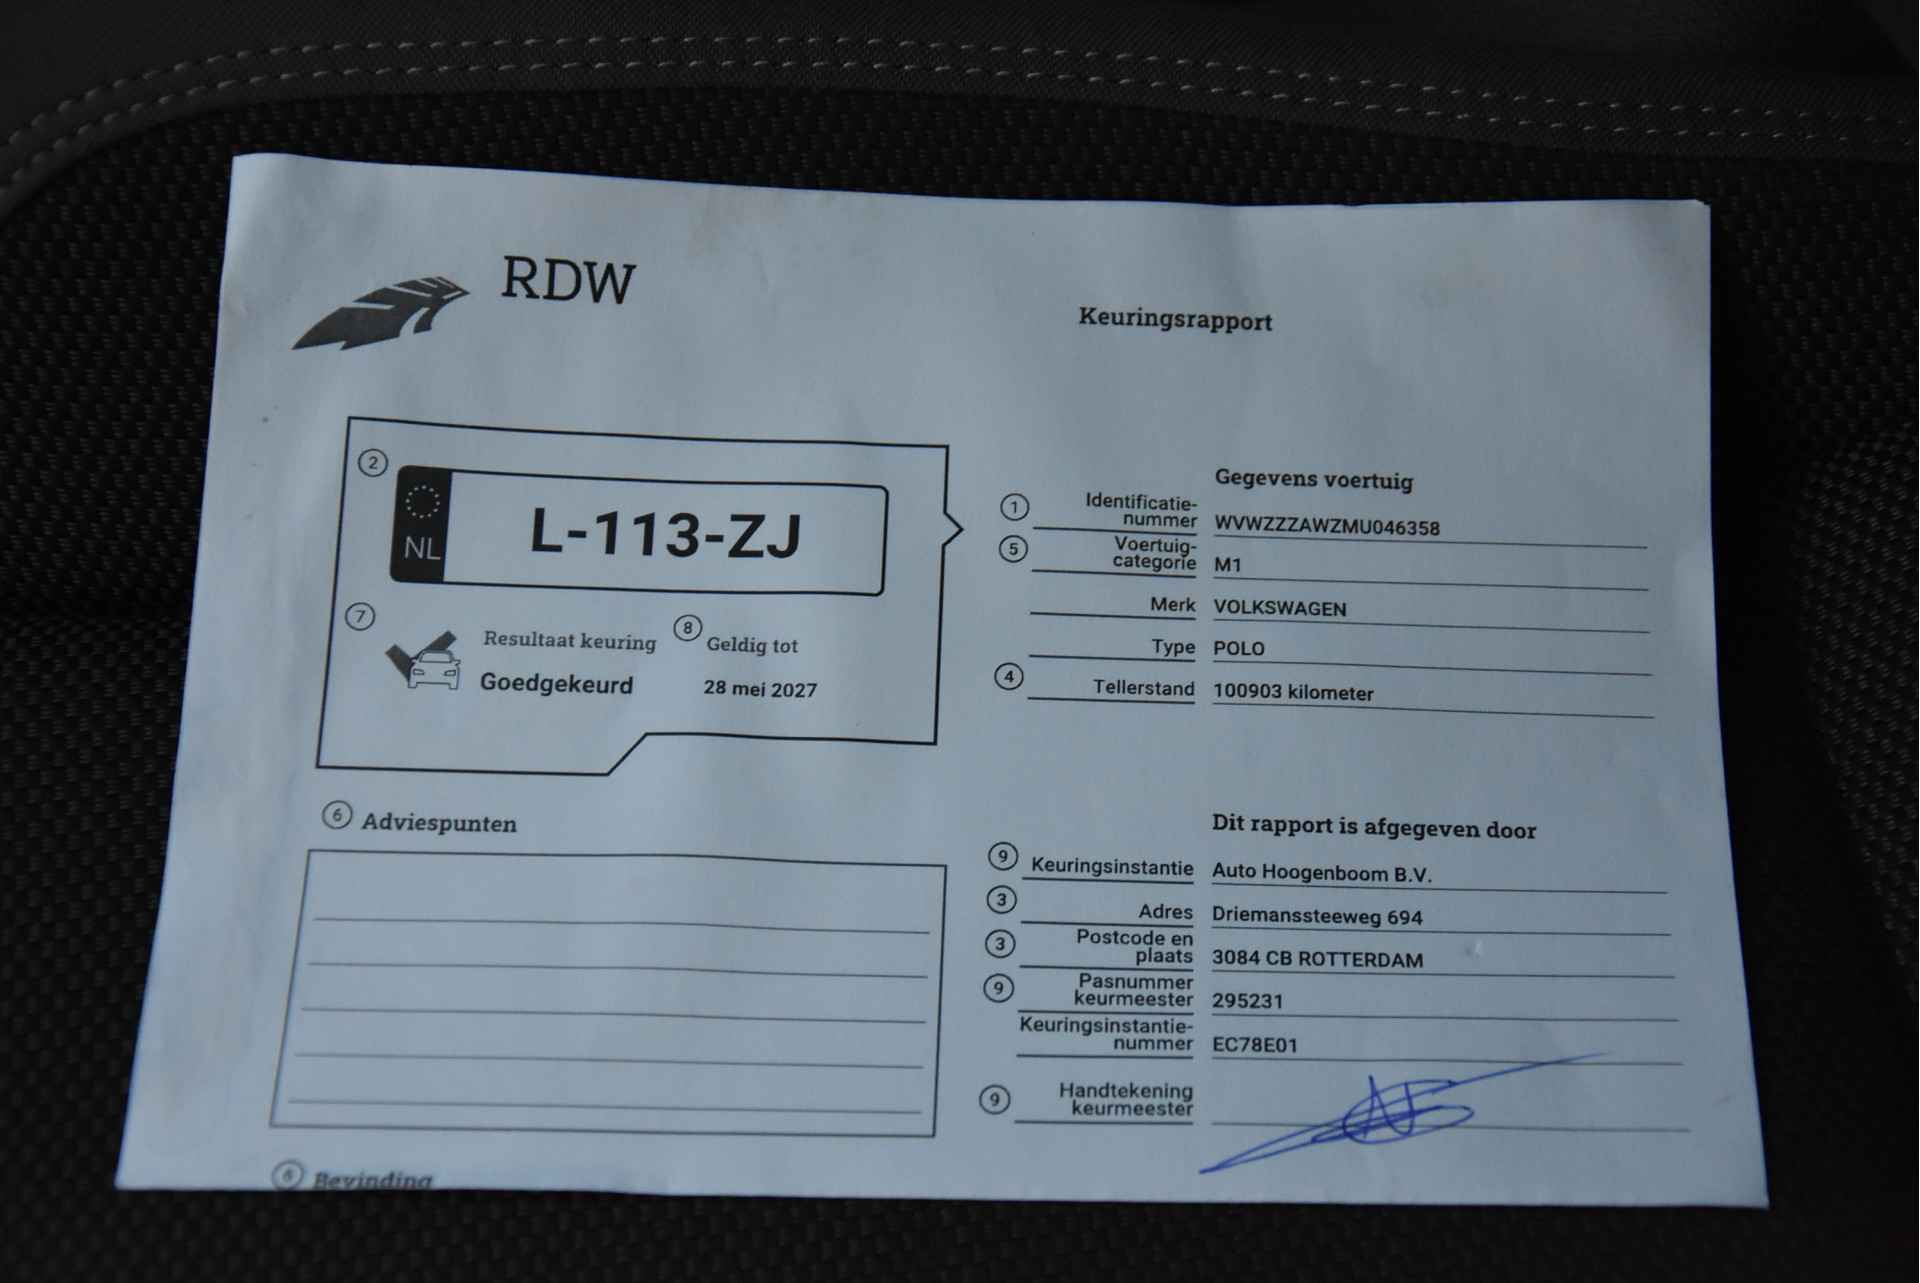 RDW
Keuringsrapport
2
NL
L-113-ZJ
7
Resultaat keuring
8
Geldig tot
Goedgekeurd
28 mei 2027
Gegevens voertuig
1 Identificatie-
nummer WVWZZZAWZMU046358
5 Voertuig-
categorie M1
Merk VOLKSWAGEN
Type POLO
4 Tellerstand 100903 kilometer
6 Adviespunten
Dit rapport is afgegeven door
9 Keuringsinstantie Auto Hoogenboom B.V.
3 Adres Driemanssteeweg 694
3 Postcode en
plaats 3084 CB ROTTERDAM
9 Pasnummer
keurmeester 295231
Keuringsinstantie-
nummer EC78E01
9 Handtekening
keurmeester
6 Bevinding